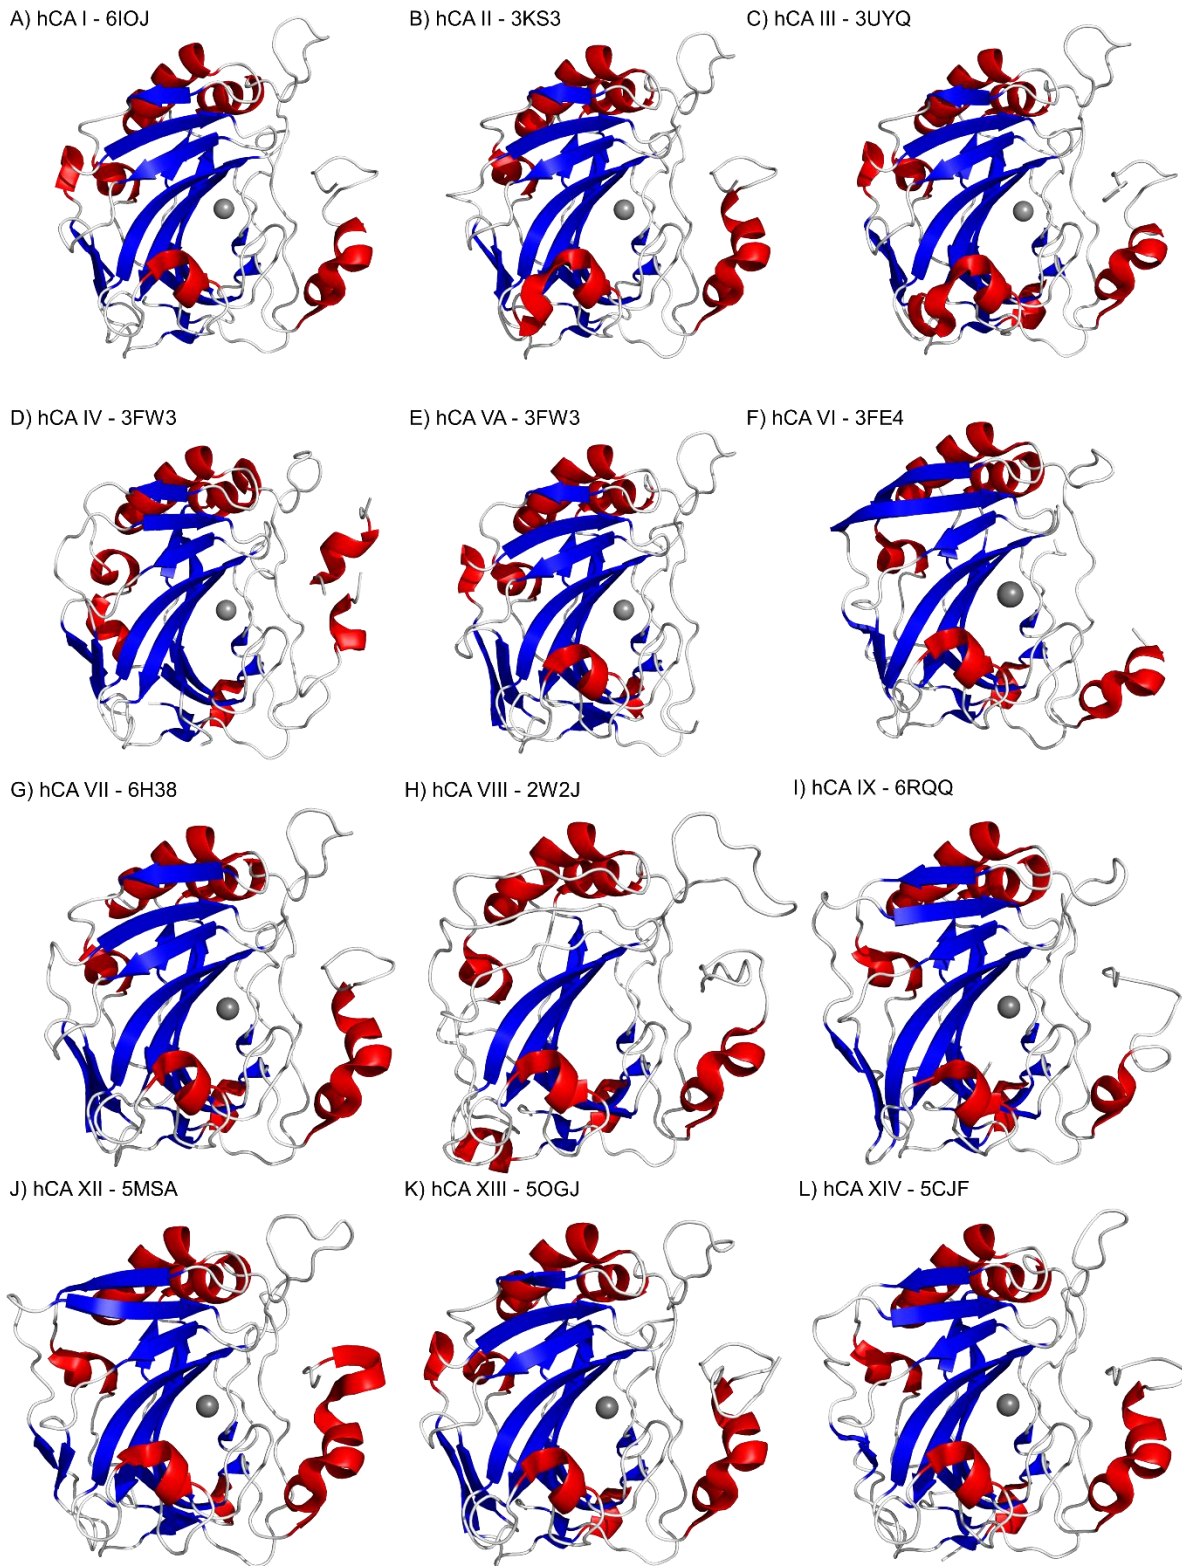 A) hCA I - 6IOJ
B) hCA II - 3KS3
C) hCA III - 3UYQ
D) hCA IV - 3FW3
E) hCA VA - 3FW3
F) hCA VI - 3FE4
G) hCA VII - 6H38
H) hCA VIII - 2W2J
I) hCA IX - 6RQQ
J) hCA XII - 5MSA
K) hCA XIII - 5OGJ
L) hCA XIV - 5CJF